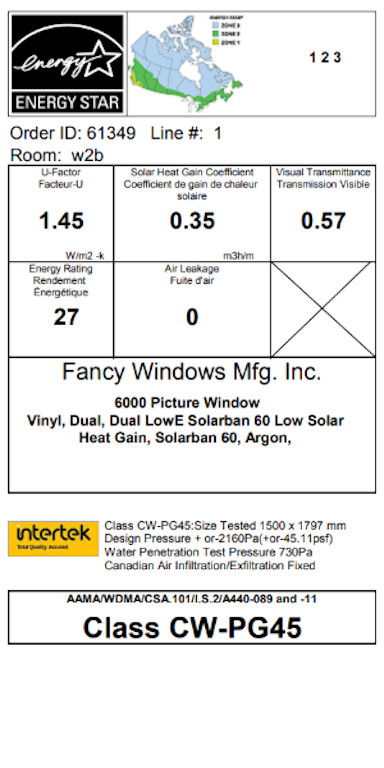 energy
ENERGY STAR
ENERGY STAR®
ZONE 3
ZONE 2
ZONE 1
1 2 3
Order ID: 61349 Line #: 1
Room: w2b
U-Factor
Facteur-U
1.45
W/m2 -k
Solar Heat Gain Coefficient
Coefficient de gain de chaleur
solaire
0.35
m3h/m
Visual Transmittance
Transmission Visible
0.57
Energy Rating
Rendement
Énergétique
27
Air Leakage
Fuite d'air
0
Fancy Windows Mfg. Inc.
6000 Picture Window
Vinyl, Dual, Dual LowE Solarban 60 Low Solar
Heat Gain, Solarban 60, Argon,
intertek
Total Quality. Assured.
Class CW-PG45:Size Tested 1500 x 1797 mm
Design Pressure + or-2160Pa(+or-45.11psf)
Water Penetration Test Pressure 730Pa
Canadian Air Infiltration/Exfiltration Fixed
AAMA/WDMA/CSA.101/I.S.2/A440-089 and -11
Class CW-PG45